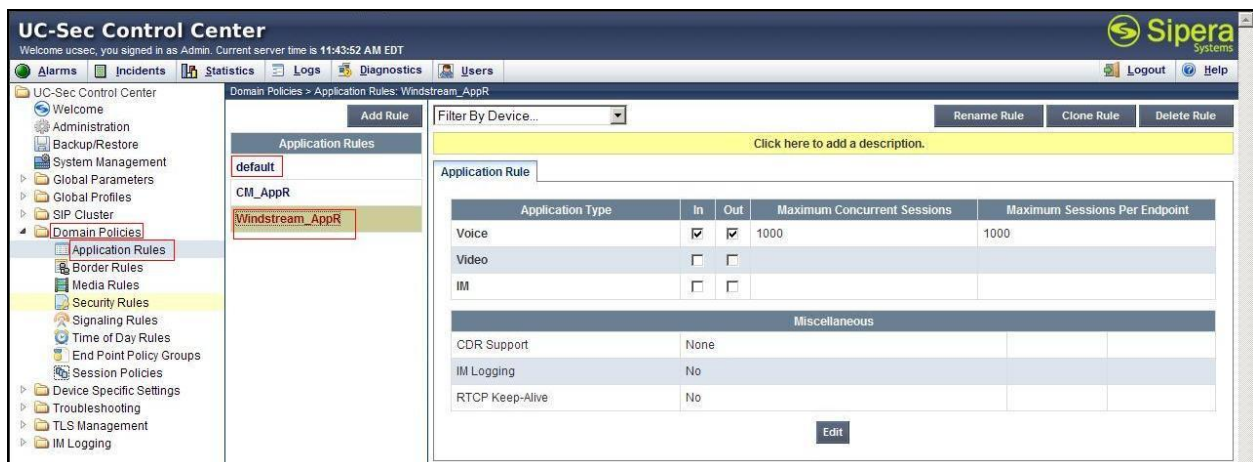 UC-Sec Control Center
Welcome ucsec, you signed in as Admin. Current server time is 11:43:52 AM EDT
Sipera
Systems
Alarms Incidents Statistics Logs Diagnostics Users Logout Help
UC-Sec Control Center
Welcome
Administration
Backup/Restore
System Management
Global Parameters
Global Profiles
SIP Cluster
Domain Policies
Application Rules
Border Rules
Media Rules
Security Rules
Signaling Rules
Time of Day Rules
End Point Policy Groups
Session Policies
Device Specific Settings
Troubleshooting
TLS Management
IM Logging
Domain Policies > Application Rules: Windstream_AppR
Add Rule
Application Rules
default
CM_AppR
Windstream_AppR
Filter By Device...
Rename Rule Clone Rule Delete Rule
Click here to add a description.
Application Rule
Application Type In Out Maximum Concurrent Sessions Maximum Sessions Per Endpoint
Voice 1000 1000
Video
IM
Miscellaneous
CDR Support None
IM Logging No
RTCP Keep-Alive No
Edit